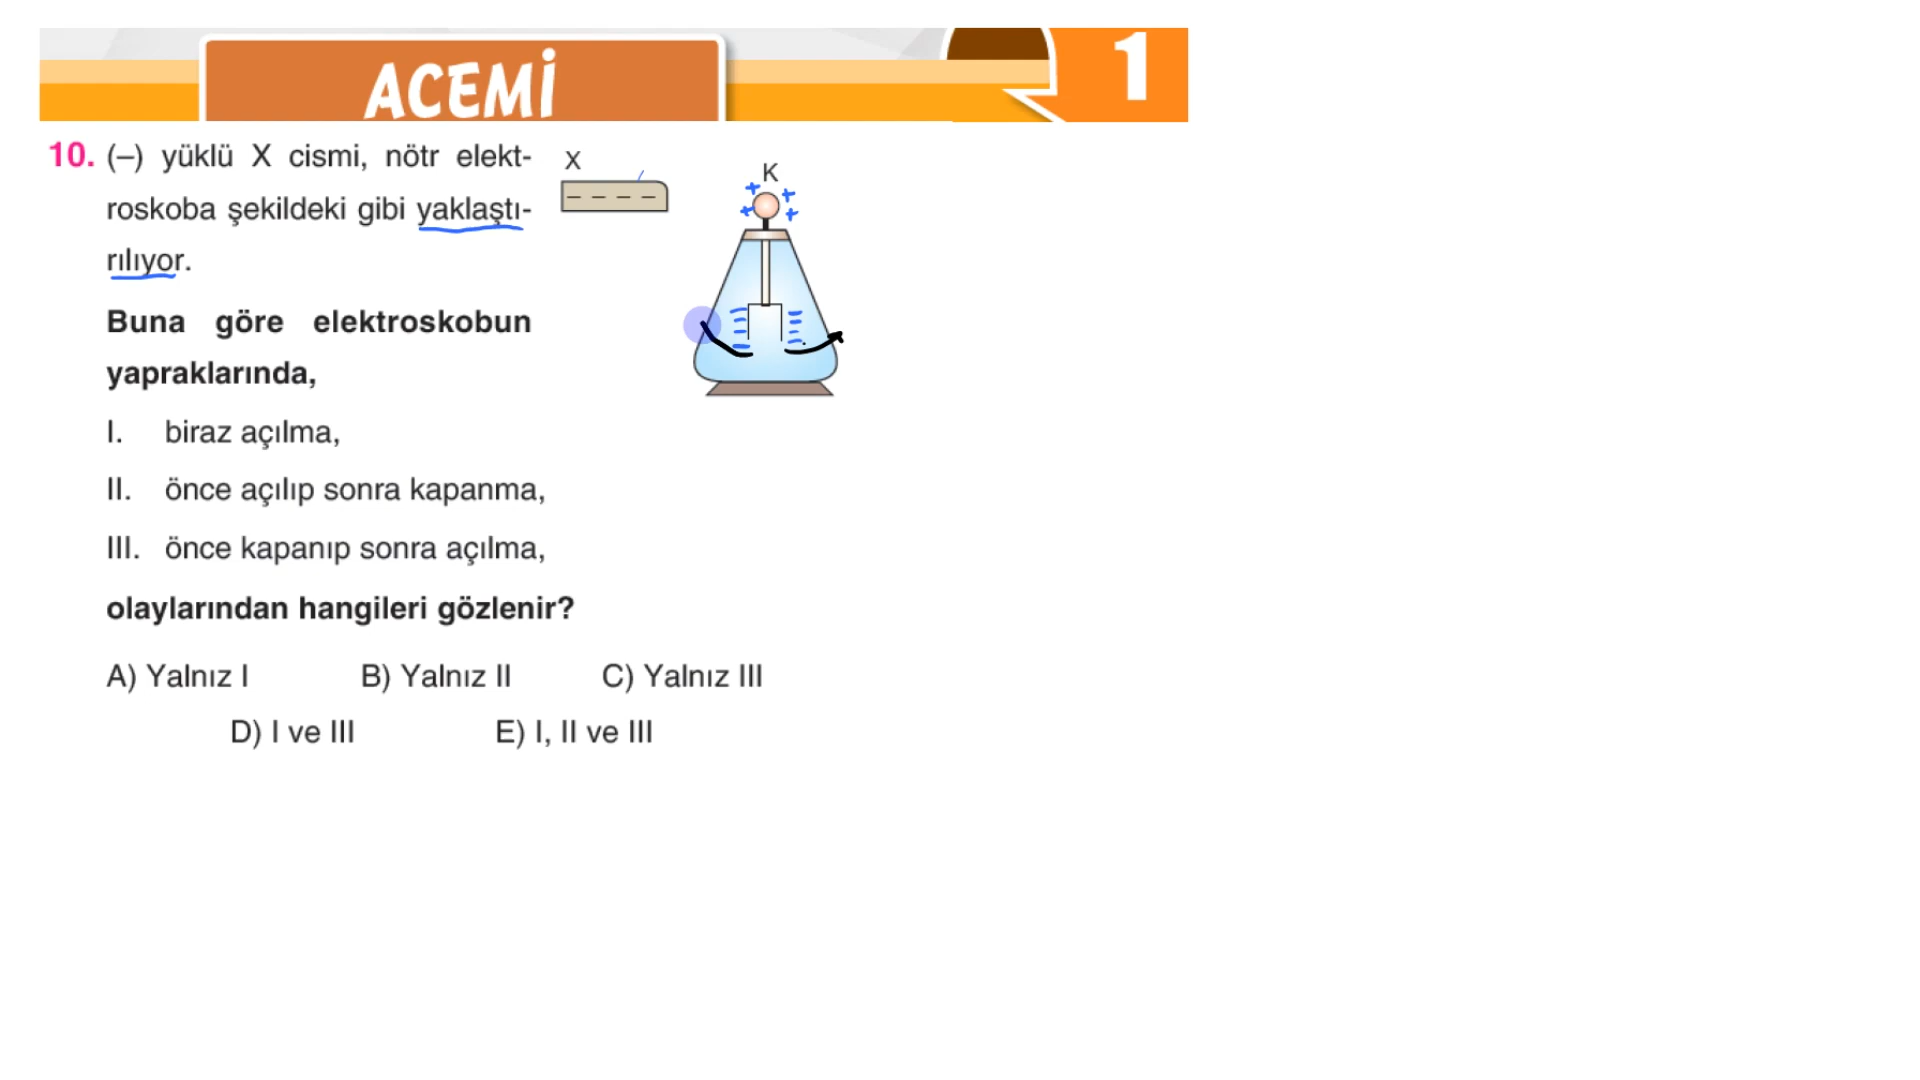 ACEMİ
1
10. (–) yüklü X cismi, nötr elekt-
roskoba şekildeki gibi yaklaştı-
rılıyor.
X
– – – –
K
+ + + +
Buna göre elektroskobun
yapraklarında,
I. biraz açılma,
II. önce açılıp sonra kapanma,
III. önce kapanıp sonra açılma,
olaylarından hangileri gözlenir?
A) Yalnız I B) Yalnız II C) Yalnız III
D) I ve III E) I, II ve III